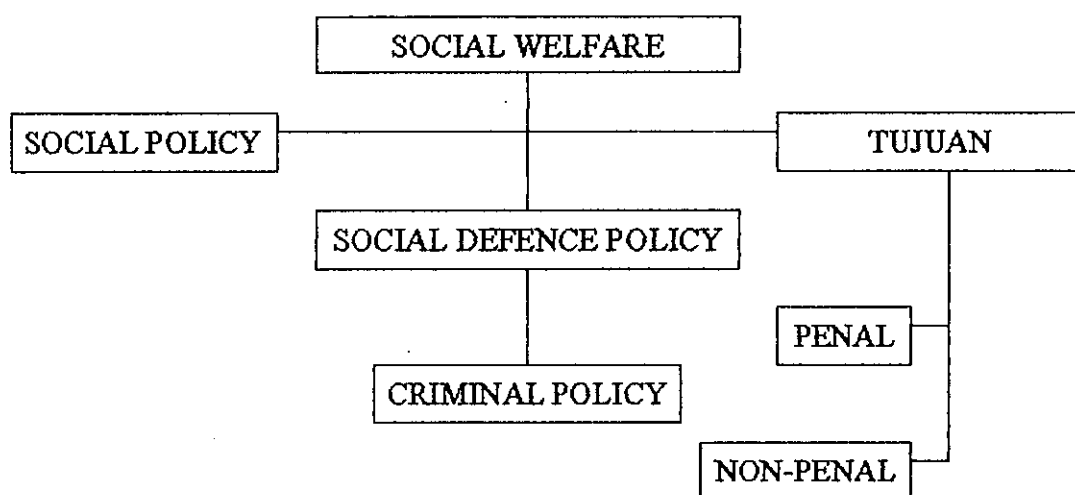 SOCIAL WELFARE
SOCIAL POLICY
TUJUAN
SOCIAL DEFENCE POLICY
PENAL
CRIMINAL POLICY
NON-PENAL